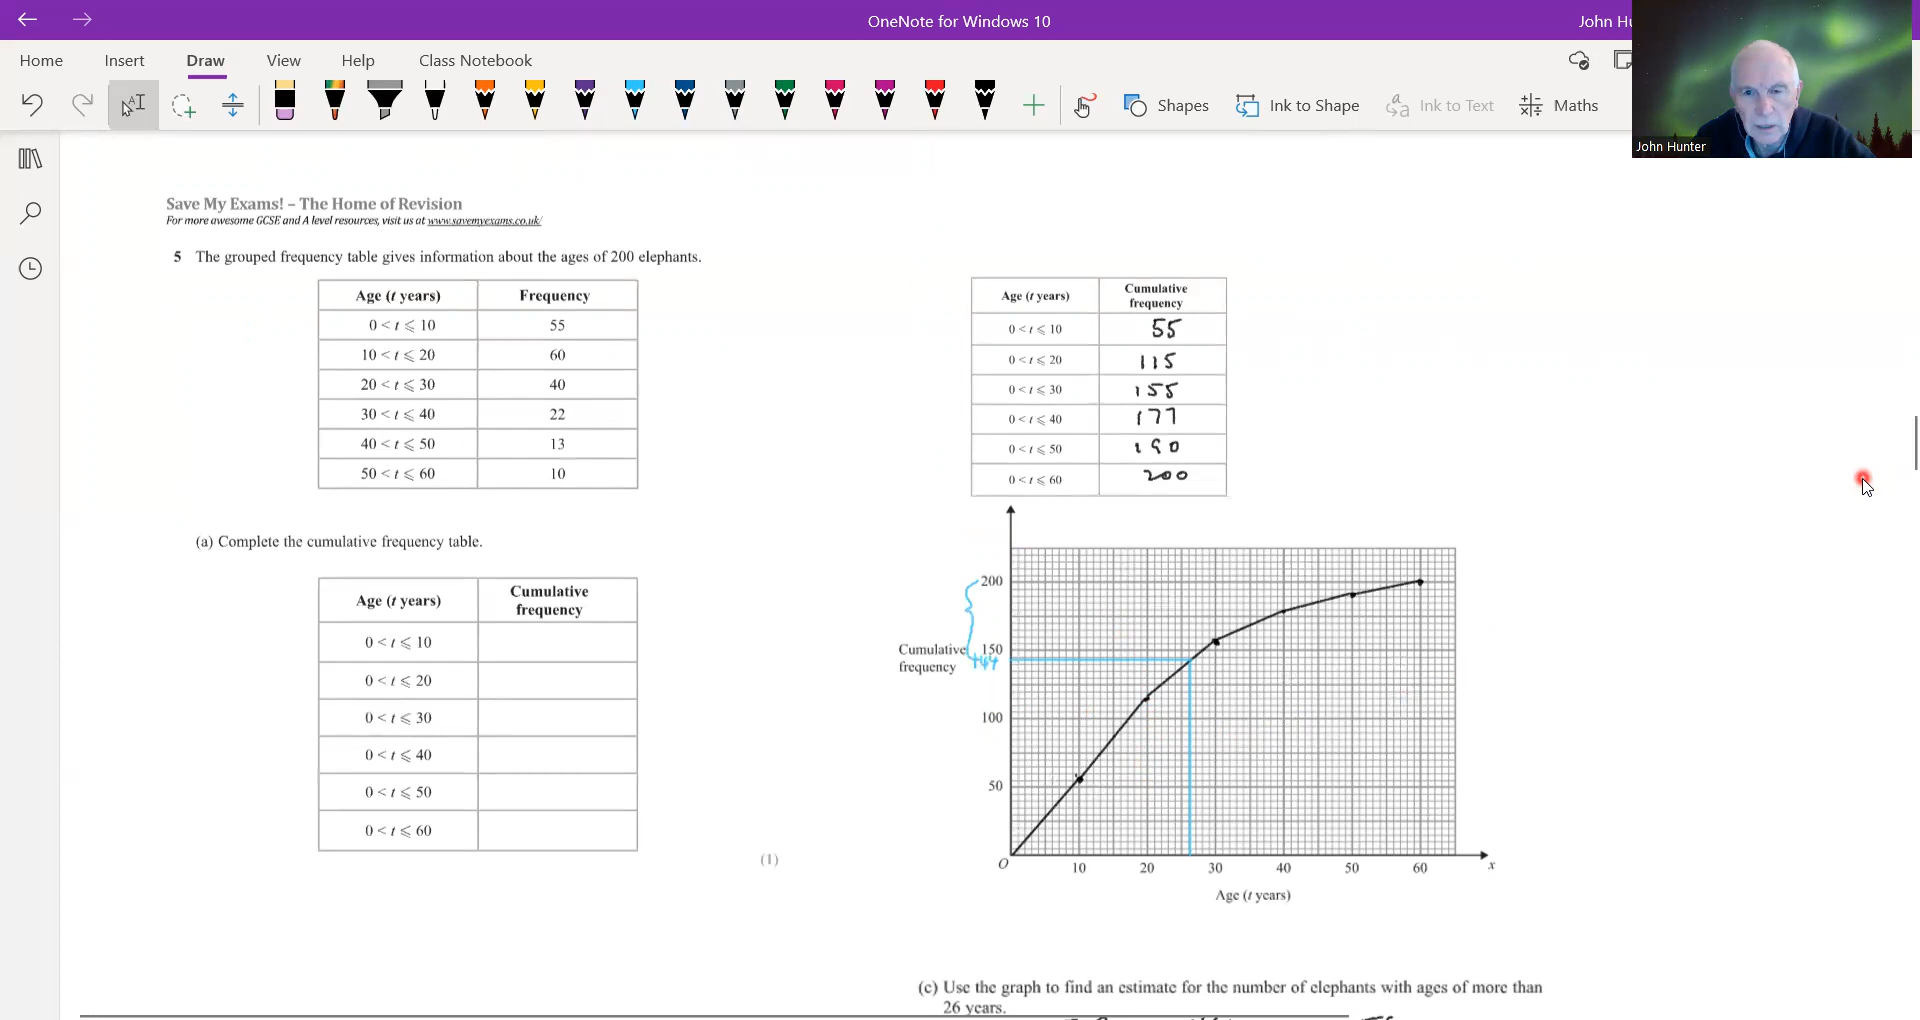 OneNote for Windows 10
John Hu
Home Insert Draw View Help Class Notebook
Shapes Ink to Shape Ink to Text Maths
John Hunter
Save My Exams! – The Home of Revision
For more awesome GCSE and A level resources, visit us at www.savemyexams.co.uk/
5 The grouped frequency table gives information about the ages of 200 elephants.
Age (t years) Frequency
0 < t ⩽ 10 55
10 < t ⩽ 20 60
20 < t ⩽ 30 40
30 < t ⩽ 40 22
40 < t ⩽ 50 13
50 < t ⩽ 60 10
(a) Complete the cumulative frequency table.
Age (t years) Cumulative
frequency
0 < t ⩽ 10
0 < t ⩽ 20
0 < t ⩽ 30
0 < t ⩽ 40
0 < t ⩽ 50
0 < t ⩽ 60
(1)
Age (t years) Cumulative
frequency
0 < t ⩽ 10 55
0 < t ⩽ 20 115
0 < t ⩽ 30 155
0 < t ⩽ 40 177
0 < t ⩽ 50 190
0 < t ⩽ 60 200
200
Cumulative 150
frequency 144
100
50
O 10 20 30 40 50 60 x
Age (t years)
(c) Use the graph to find an estimate for the number of elephants with ages of more than
26 years.